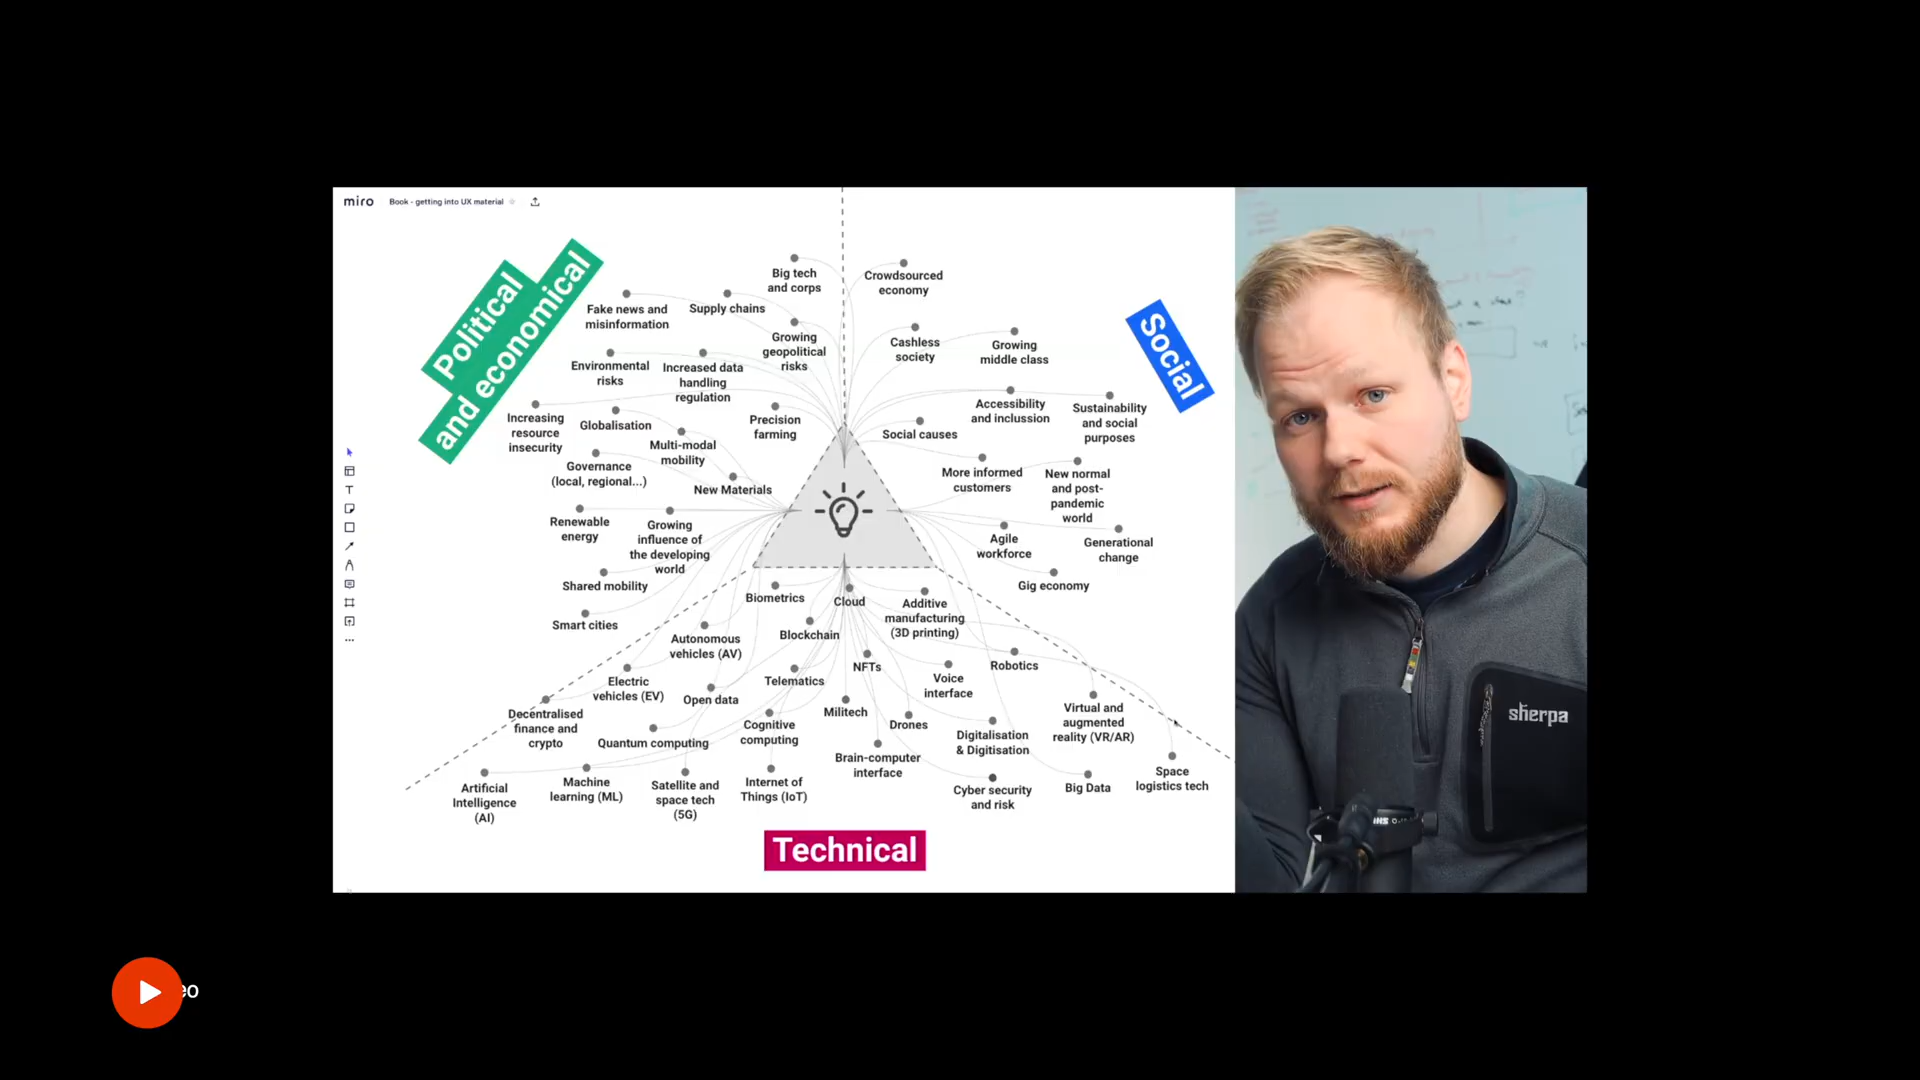 miro
Book - getting into UX material
Political
and economical
Social
Big tech
and corps
Crowdsourced
economy
Fake news and
misinformation
Supply chains
Growing
geopolitical
risks
Cashless
society
Growing
middle class
Environmental
risks
Increased data
handling
regulation
Increasing
resource
insecurity
Globalisation
Precision
farming
Accessibility
and inclussion
Sustainability
and social
purposes
Social causes
Multi-modal
mobility
Governance
(local, regional...)
New Materials
More informed
customers
New normal
and post-
pandemic
world
Renewable
energy
Growing
influence of
the developing
world
Agile
workforce
Generational
change
Shared mobility
Gig economy
Smart cities
Biometrics
Cloud
Additive
manufacturing
(3D printing)
Autonomous
vehicles (AV)
Blockchain
NFTs
Robotics
Electric
vehicles (EV)
Open data
Telematics
Voice
interface
Decentralised
finance and
crypto
Quantum computing
Cognitive
computing
Militech
Drones
Digitalisation
& Digitisation
Virtual and
augmented
reality (VR/AR)
Brain-computer
interface
Artificial
Intelligence
(AI)
Machine
learning (ML)
Satellite and
space tech
(5G)
Internet of
Things (IoT)
Cyber security
and risk
Big Data
Space
logistics tech
Technical
sherpa